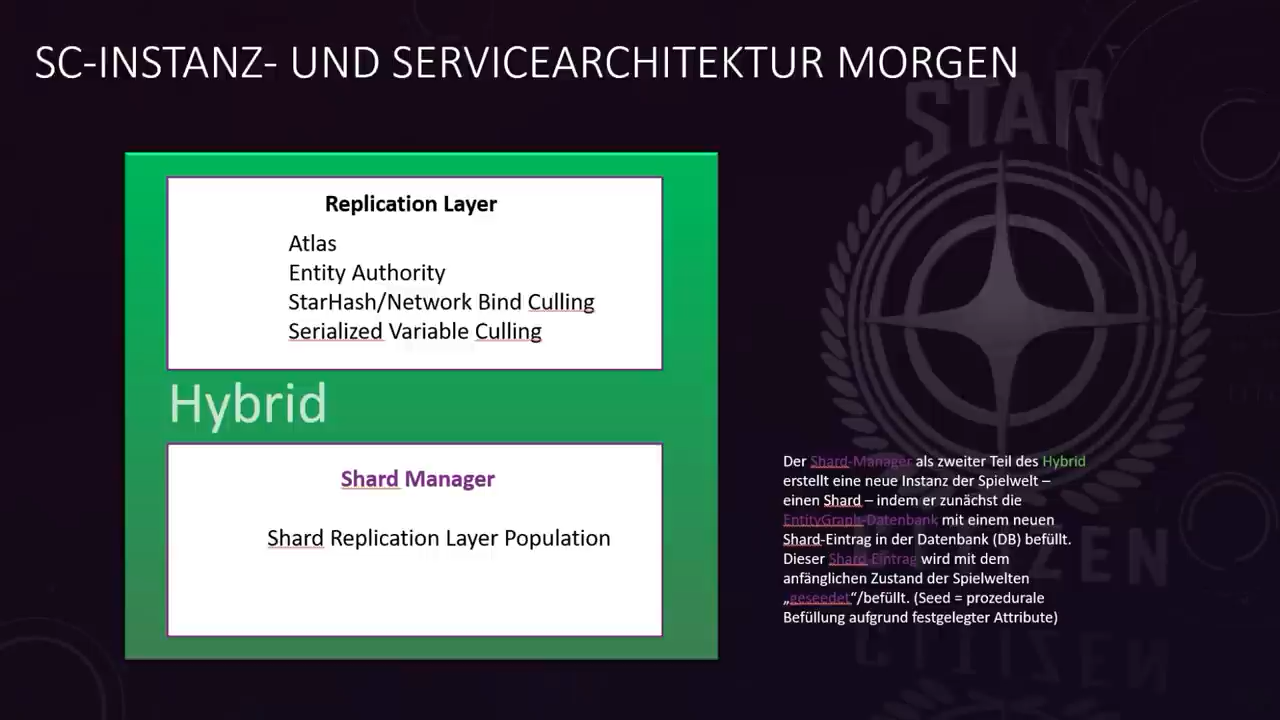 SC-INSTANZ- UND SERVICEARCHITEKTUR MORGEN
STAR
Replication Layer
Atlas
Entity Authority
StarHash/Network Bind Culling
Serialized Variable Culling
Hybrid
Shard Manager
Shard Replication Layer Population
Der Shard-Manager als zweiter Teil des Hybrid
erstellt eine neue Instanz der Spielwelt –
einen Shard – indem er zunächst die
EntityGraph-Datenbank mit einem neuen
Shard-Eintrag in der Datenbank (DB) befüllt.
Dieser Shard-Eintrag wird mit dem
anfänglichen Zustand der Spielwelten
„geseedet“/befüllt. (Seed = prozedurale
Befüllung aufgrund festgelegter Attribute)
CITIZEN